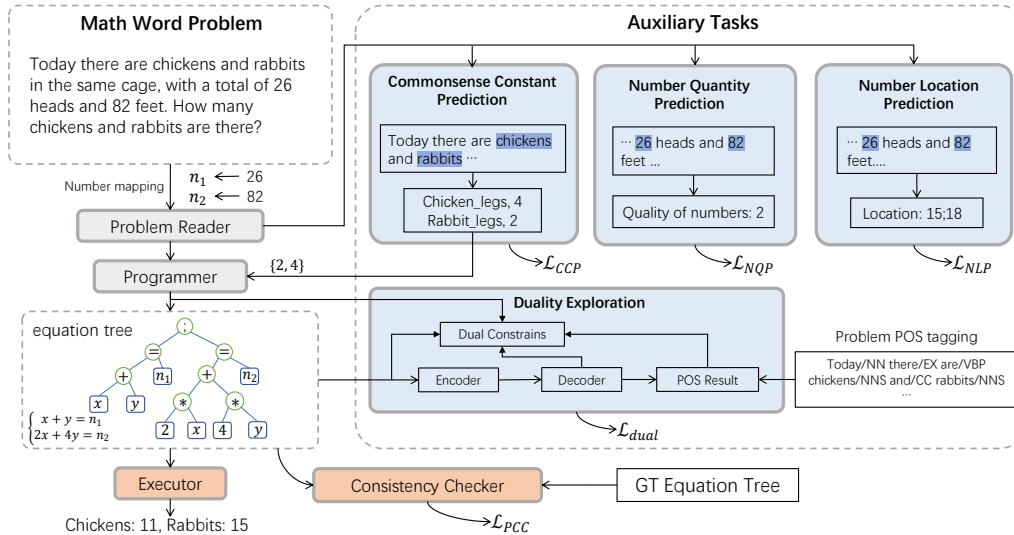 Math Word Problem
Today there are chickens and rabbits
in the same cage, with a total of 26
heads and 82 feet. How many
chickens and rabbits are there?
Number mapping
n₁ ← 26
n₂ ← 82
Problem Reader
Programmer
{2, 4}
equation tree
;
= =
+ n₁ + n₂
x y * *
2 x 4 y
{ x + y = n₁
2x + 4y = n₂
Executor
Chickens: 11, Rabbits: 15
Auxiliary Tasks
Commonsense Constant
Prediction
Today there are chickens
and rabbits ···
Chicken_legs, 4
Rabbit_legs, 2
ℒCCP
Number Quantity
Prediction
··· 26 heads and 82
feet ...
Quality of numbers: 2
ℒNQP
Number Location
Prediction
··· 26 heads and 82
feet....
Location: 15;18
ℒNLP
Duality Exploration
Dual Constrains
Encoder
Decoder
POS Result
ℒdual
Problem POS tagging
Today/NN there/EX are/VBP
chickens/NNS and/CC rabbits/NNS
···
Consistency Checker
GT Equation Tree
ℒPCC